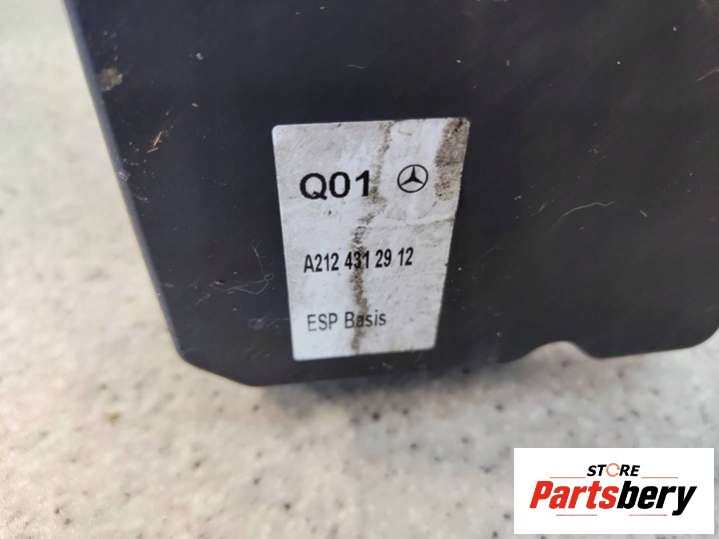 Q01
A212 431 29 12
ESP Basis
STORE
Partsbery